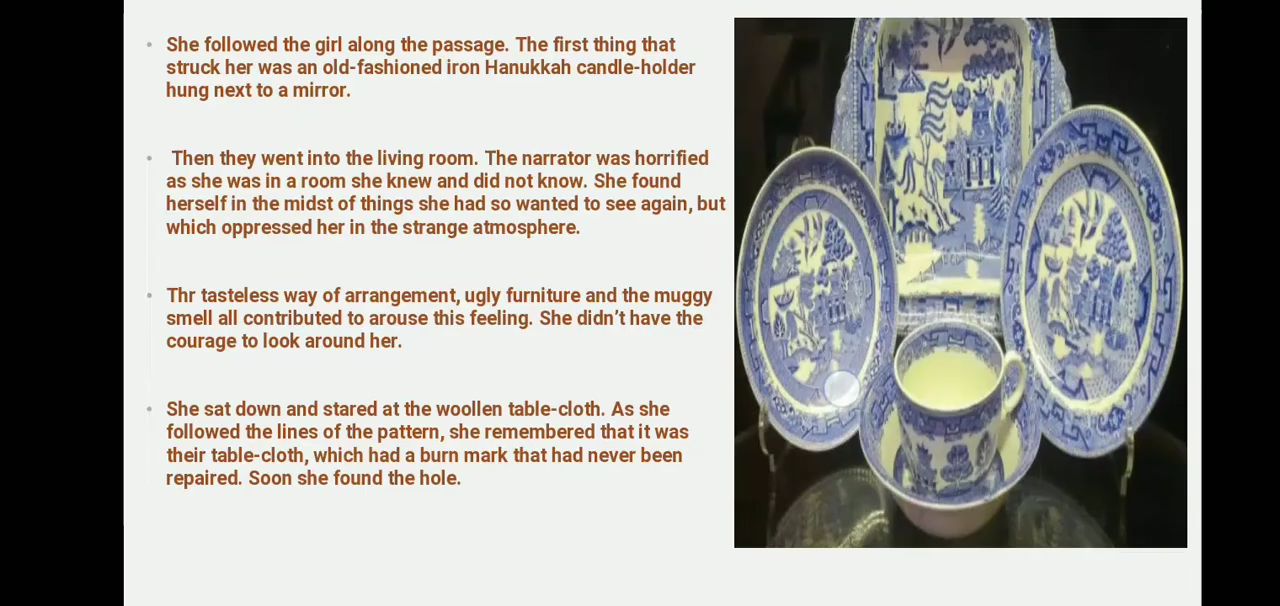 • She followed the girl along the passage. The first thing that
struck her was an old-fashioned iron Hanukkah candle-holder
hung next to a mirror.
• Then they went into the living room. The narrator was horrified
as she was in a room she knew and did not know. She found
herself in the midst of things she had so wanted to see again, but
which oppressed her in the strange atmosphere.
• Thr tasteless way of arrangement, ugly furniture and the muggy
smell all contributed to arouse this feeling. She didn’t have the
courage to look around her.
• She sat down and stared at the woollen table-cloth. As she
followed the lines of the pattern, she remembered that it was
their table-cloth, which had a burn mark that had never been
repaired. Soon she found the hole.